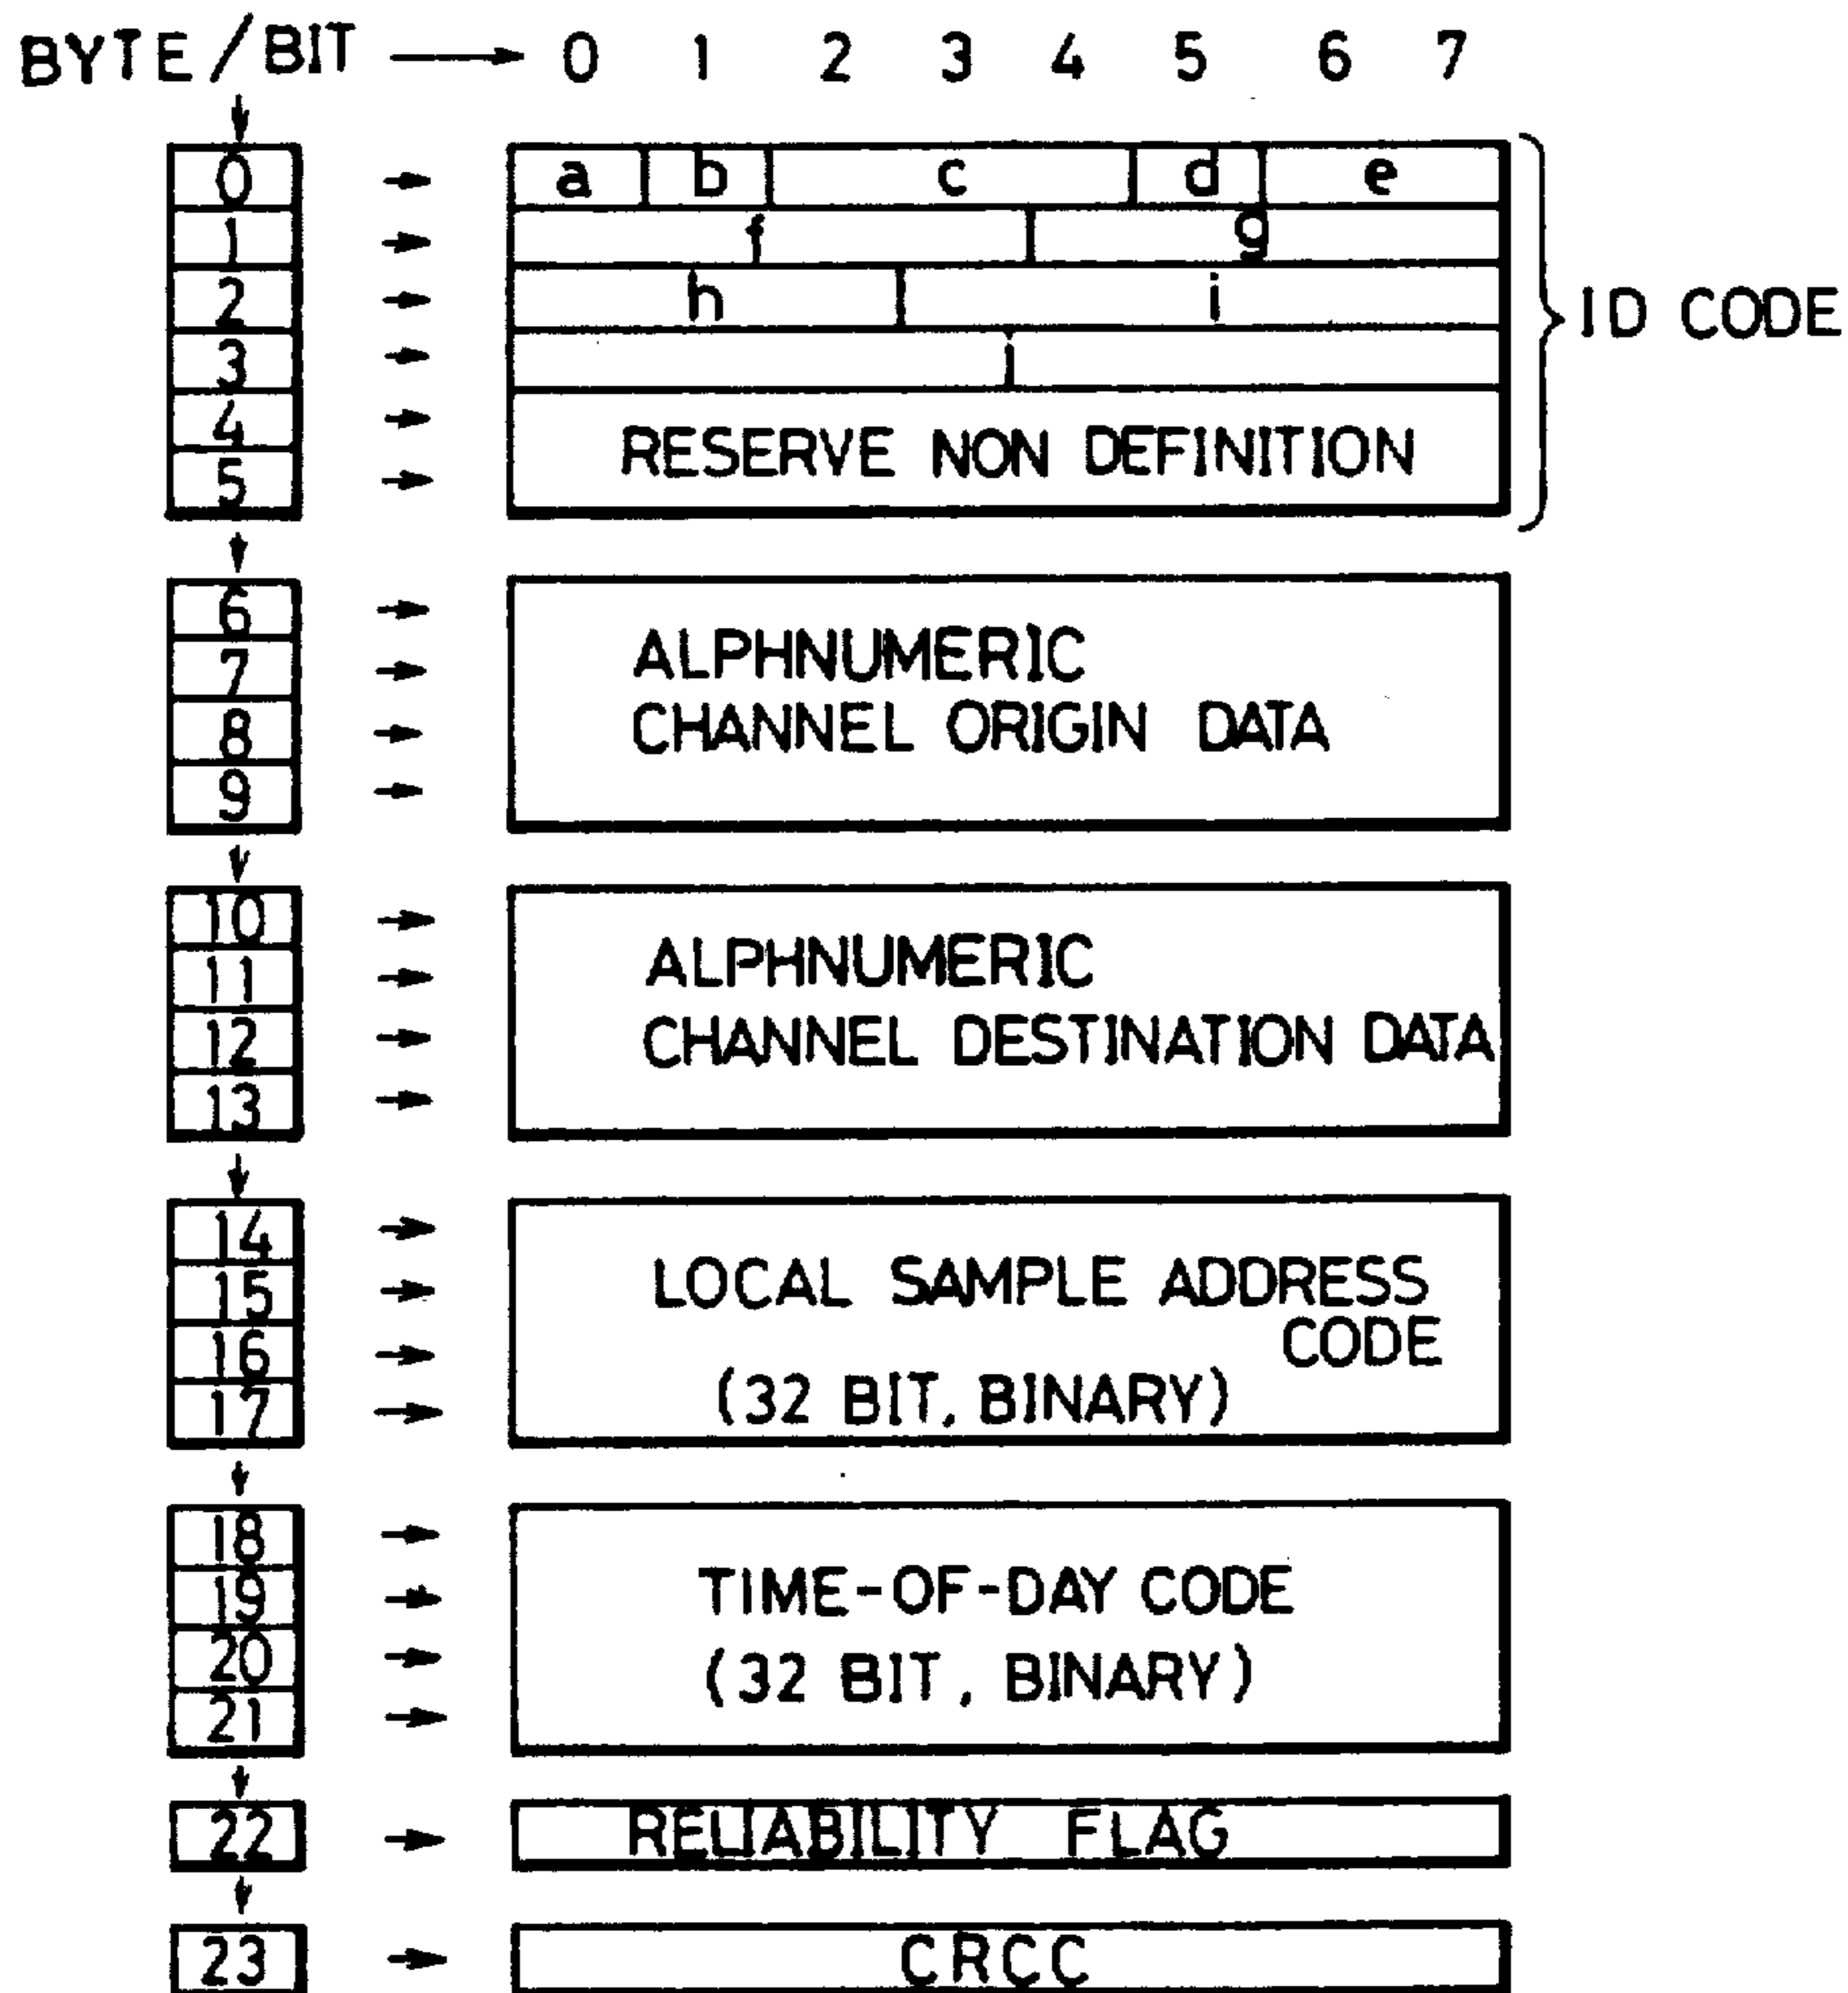 BYTE/BIT 0 1 2 3 4 5 6 7
0 a b c d e
1 f g
2 h i
3 j
4
5
RESERVE NON DEFINITION
ID CODE
6
7
8
9
ALPHNUMERIC
CHANNEL ORIGIN DATA
10
11
12
13
ALPHNUMERIC
CHANNEL DESTINATION DATA
14
15
16
17
LOCAL SAMPLE ADDRESS
CODE
(32 BIT, BINARY)
18
19
20
21
TIME-OF-DAY CODE
(32 BIT, BINARY)
22 RELIABILITY FLAG
23 CRCC